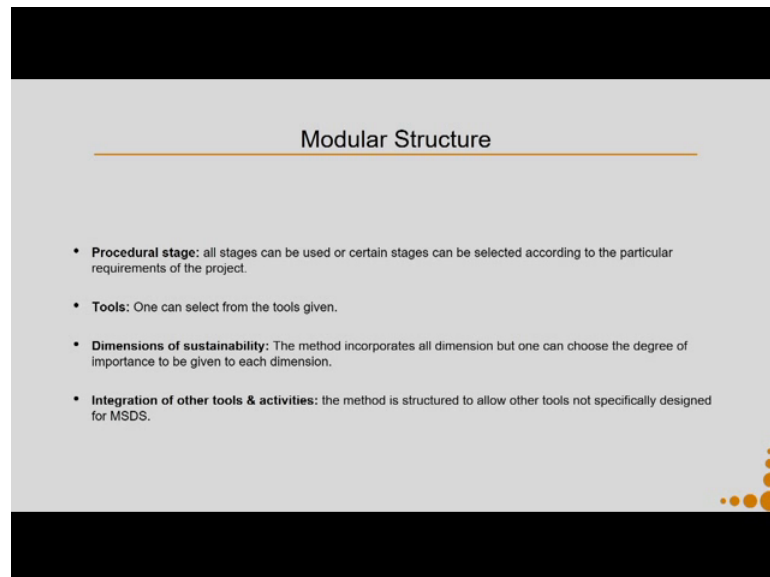 Modular Structure
• Procedural stage: all stages can be used or certain stages can be selected according to the particular
requirements of the project.
• Tools: One can select from the tools given.
• Dimensions of sustainability: The method incorporates all dimension but one can choose the degree of
importance to be given to each dimension.
• Integration of other tools & activities: the method is structured to allow other tools not specifically designed
for MSDS.